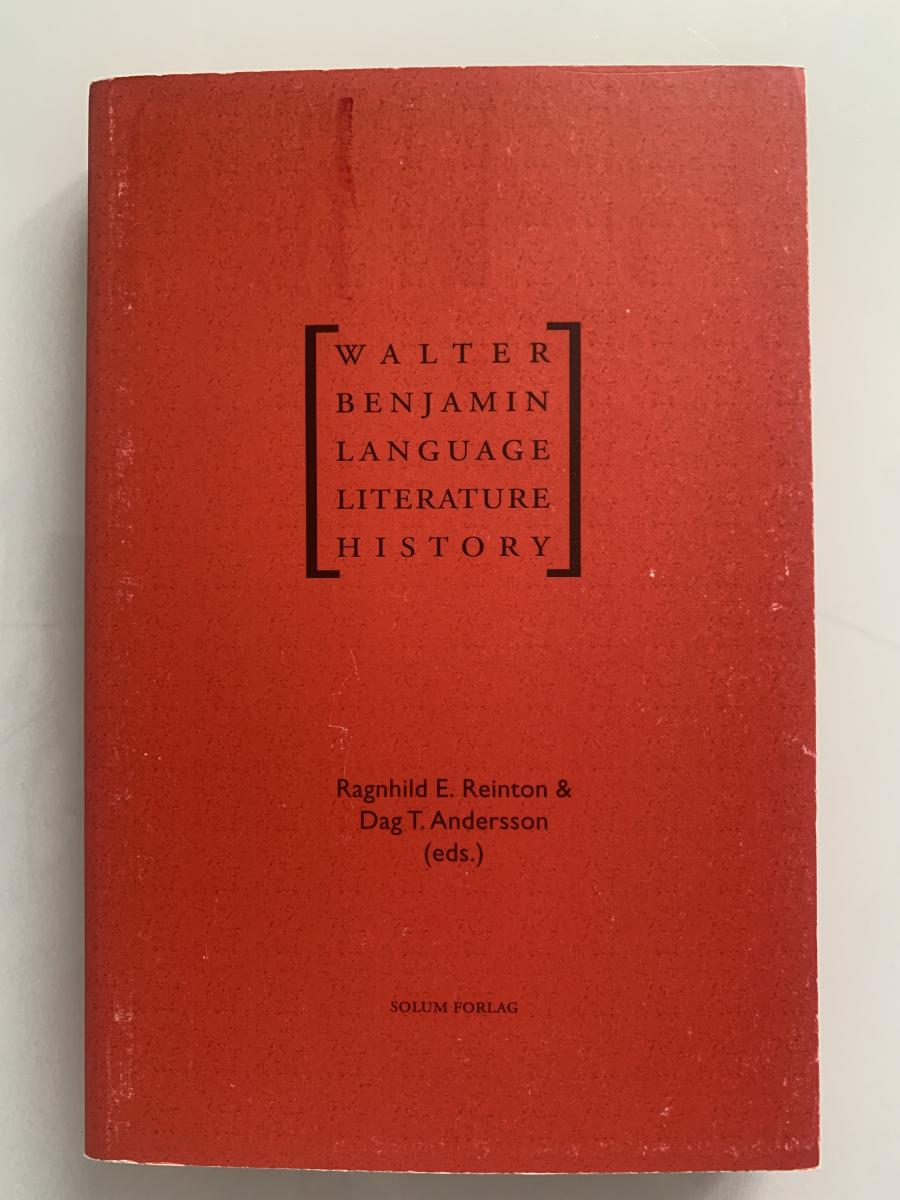 WALTER
BENJAMIN
LANGUAGE
LITERATURE
HISTORY
Ragnhild E. Reinton &
Dag T. Andersson
(eds.)
SOLUM FORLAG